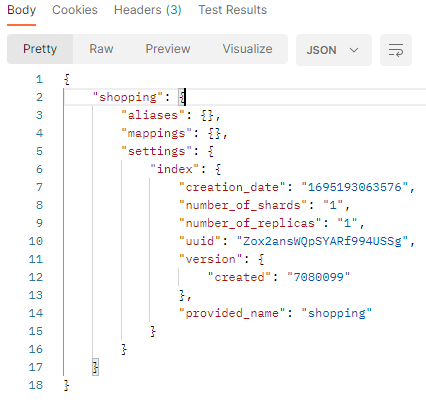 Body Cookies Headers (3) Test Results
Pretty Raw Preview Visualize JSON
1 {
2 "shopping": {
3 "aliases": {},
4 "mappings": {},
5 "settings": {
6 "index": {
7 "creation_date": "1695193063576",
8 "number_of_shards": "1",
9 "number_of_replicas": "1",
10 "uuid": "Zox2ansWQpSYARf994USSg",
11 "version": {
12 "created": "7080099"
13 },
14 "provided_name": "shopping"
15 }
16 }
17 }
18 }